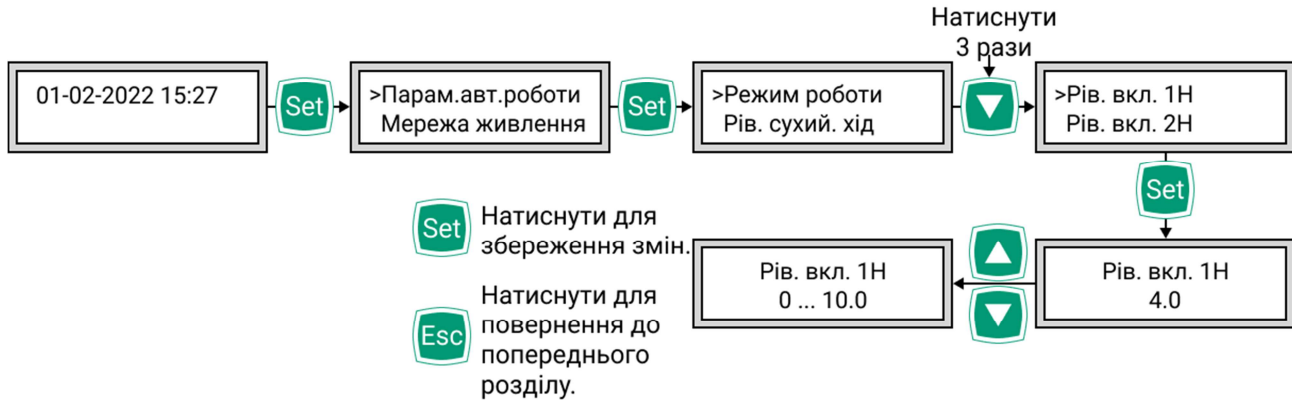 Натиснути
3 рази
01-02-2022 15:27
Set
>Парам.авт.роботи
Мережа живлення
Set
>Режим роботи
Рів. сухий. хід
>Рів. вкл. 1Н
Рів. вкл. 2Н
Set
Set
Натиснути для
збереження змін.
Рів. вкл. 1Н
0 ... 10.0
Рів. вкл. 1Н
4.0
Esc
Натиснути для
повернення до
попереднього
розділу.